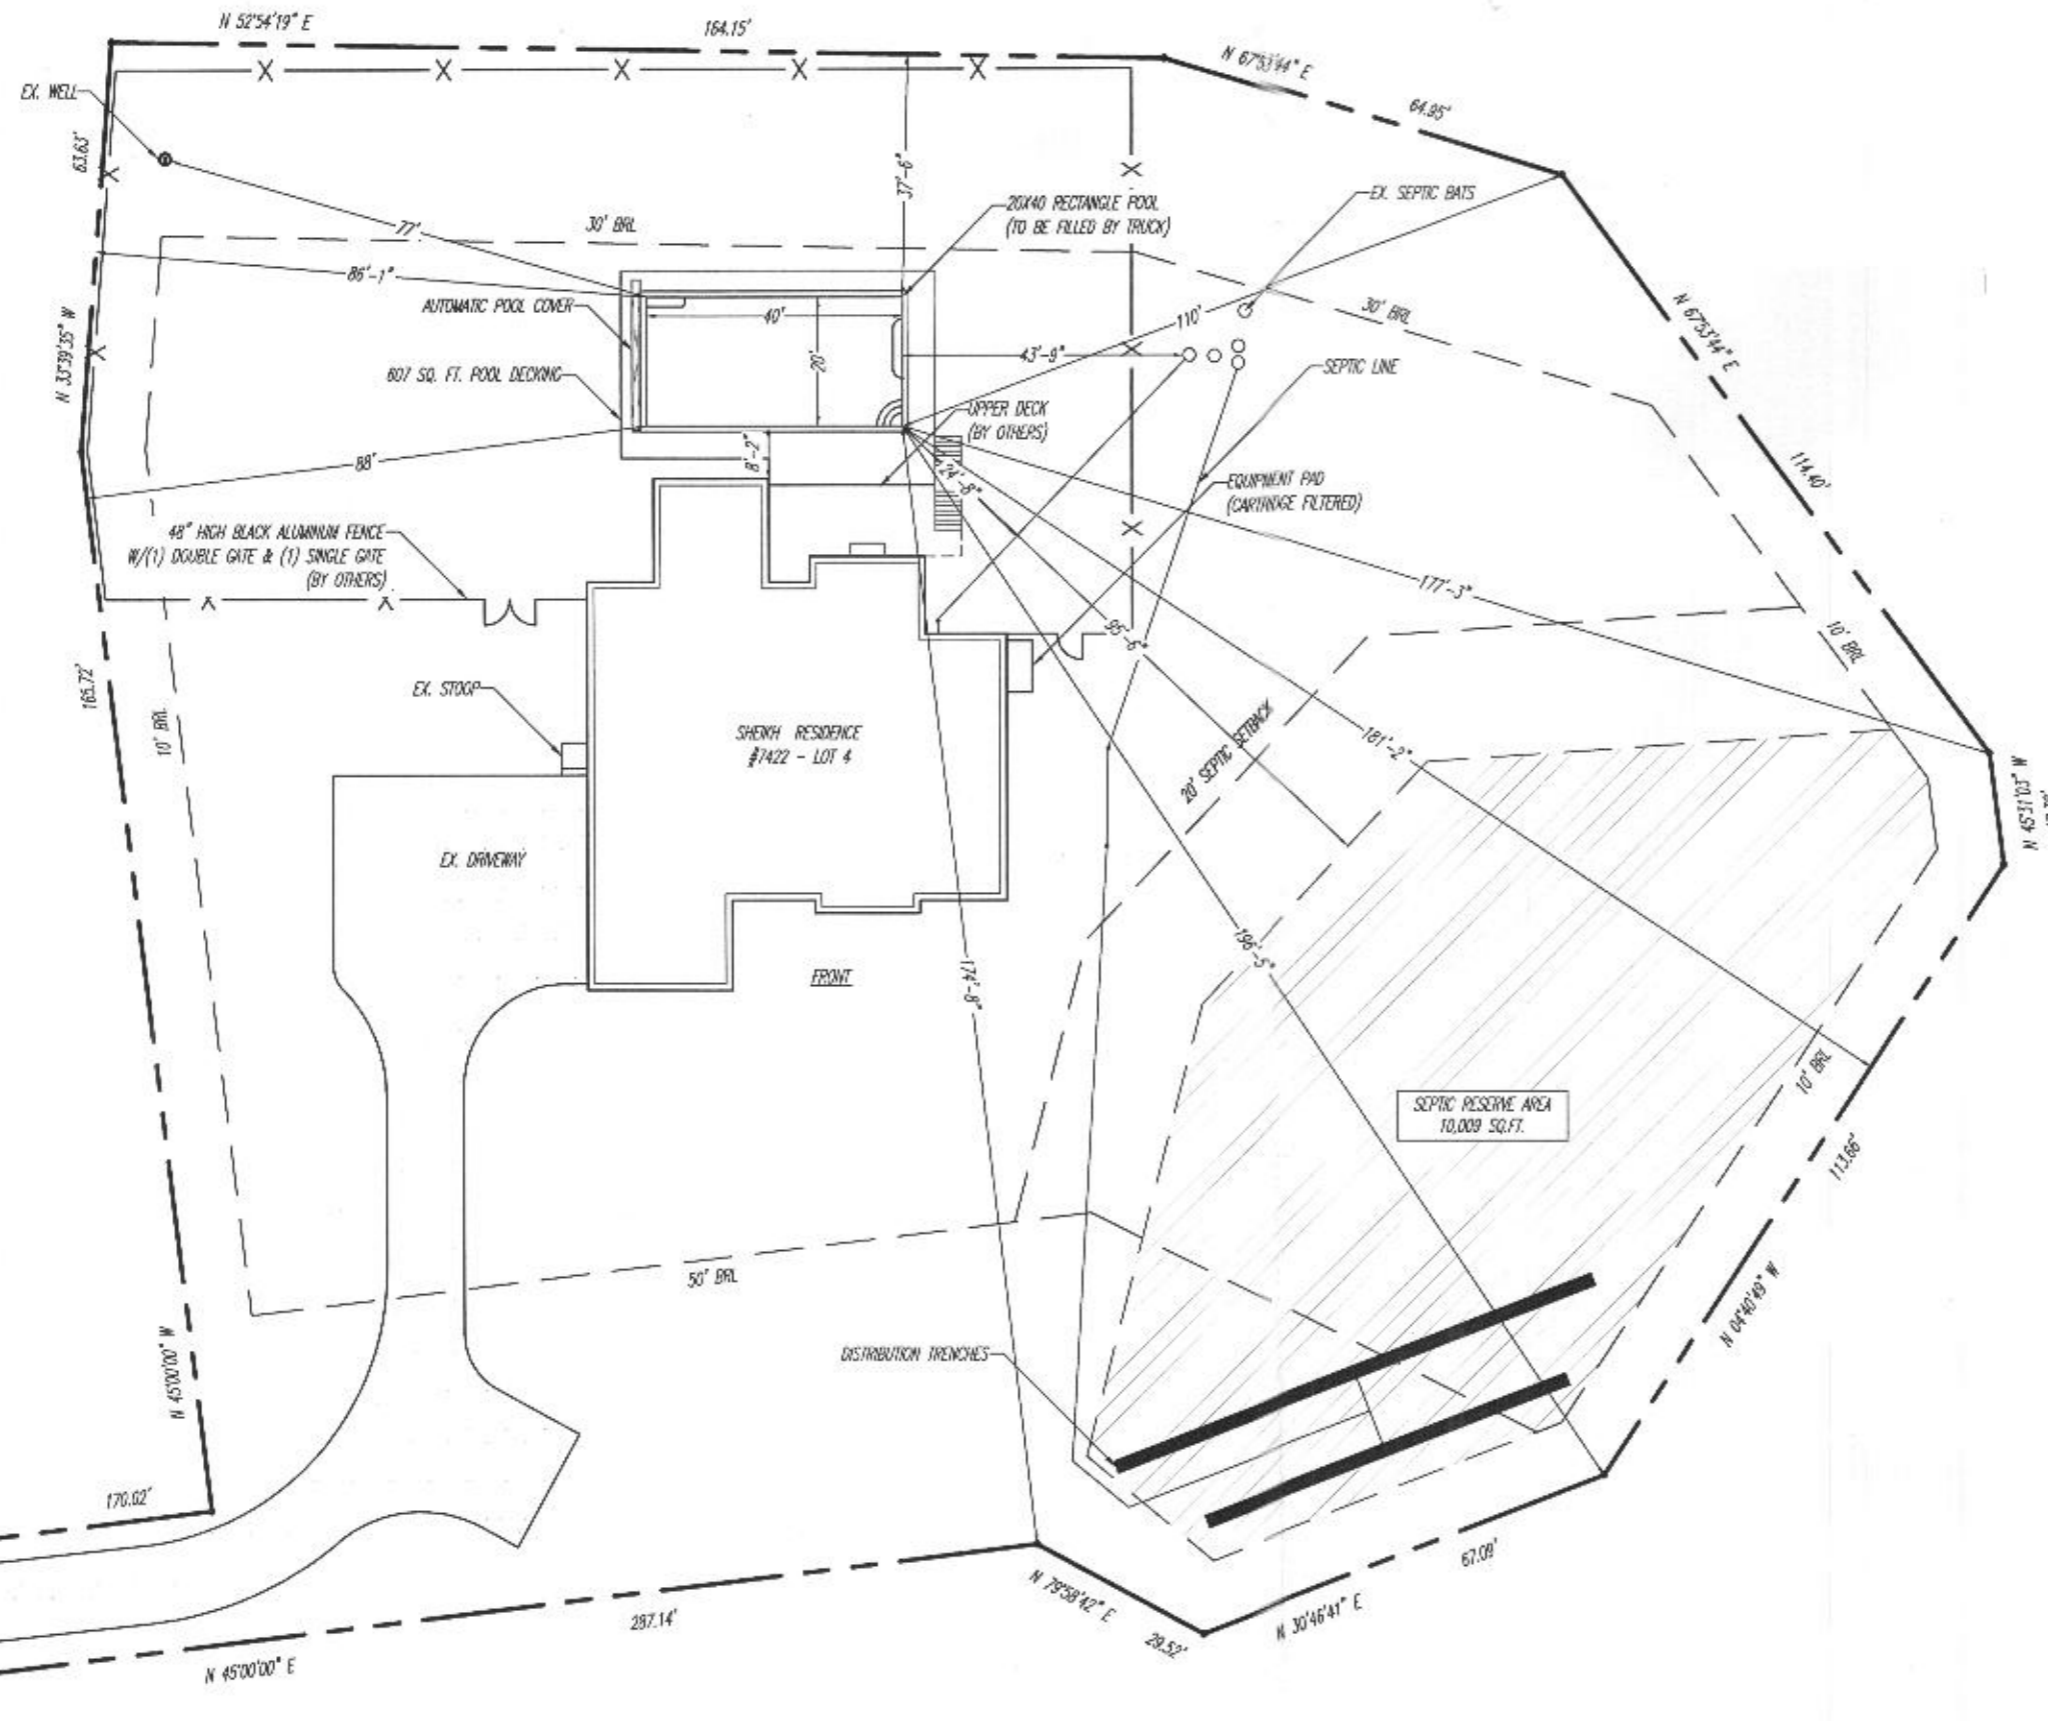 N 52°54'19" E
164.15'
N 67°53'44" E
64.95'
EX. WELL
63.63'
37'-6"
20X40 RECTANGLE POOL
(TO BE FILLED BY TRUCK)
EX. SEPTIC BATS
77'
30' BRL
86'-1"
AUTOMATIC POOL COVER
40'
20'
110'
30' BRL
N 67°53'44" E
N 33°39'35" W
43'-9"
SEPTIC LINE
607 SQ. FT. POOL DECKING
UPPER DECK
(BY OTHERS)
8'-2"
88'
24'-8"
EQUIPMENT PAD
(CARTRIDGE FILTERED)
114.40'
48" HIGH BLACK ALUMINUM FENCE
W/(1) DOUBLE GATE & (1) SINGLE GATE
(BY OTHERS)
177'-3"
95'-6"
10' BRL
165.72'
EX. STOOP
10' BRL
SHEIKH RESIDENCE
#7422 - LOT 4
20' SEPTIC SETBACK
181'-2"
N 45°31'03" W
EX. DRIVEWAY
196'-5"
174'-8"
FRONT
10' BRL
SEPTIC RESERVE AREA
10,009 SQ.FT.
113.66'
50' BRL
N 04°40'49" W
DISTRIBUTION TRENCHES
N 45°00'00" W
170.02'
67.09'
N 79°58'42" E
N 30°46'41" E
287.14'
29.52'
N 45°00'00" E